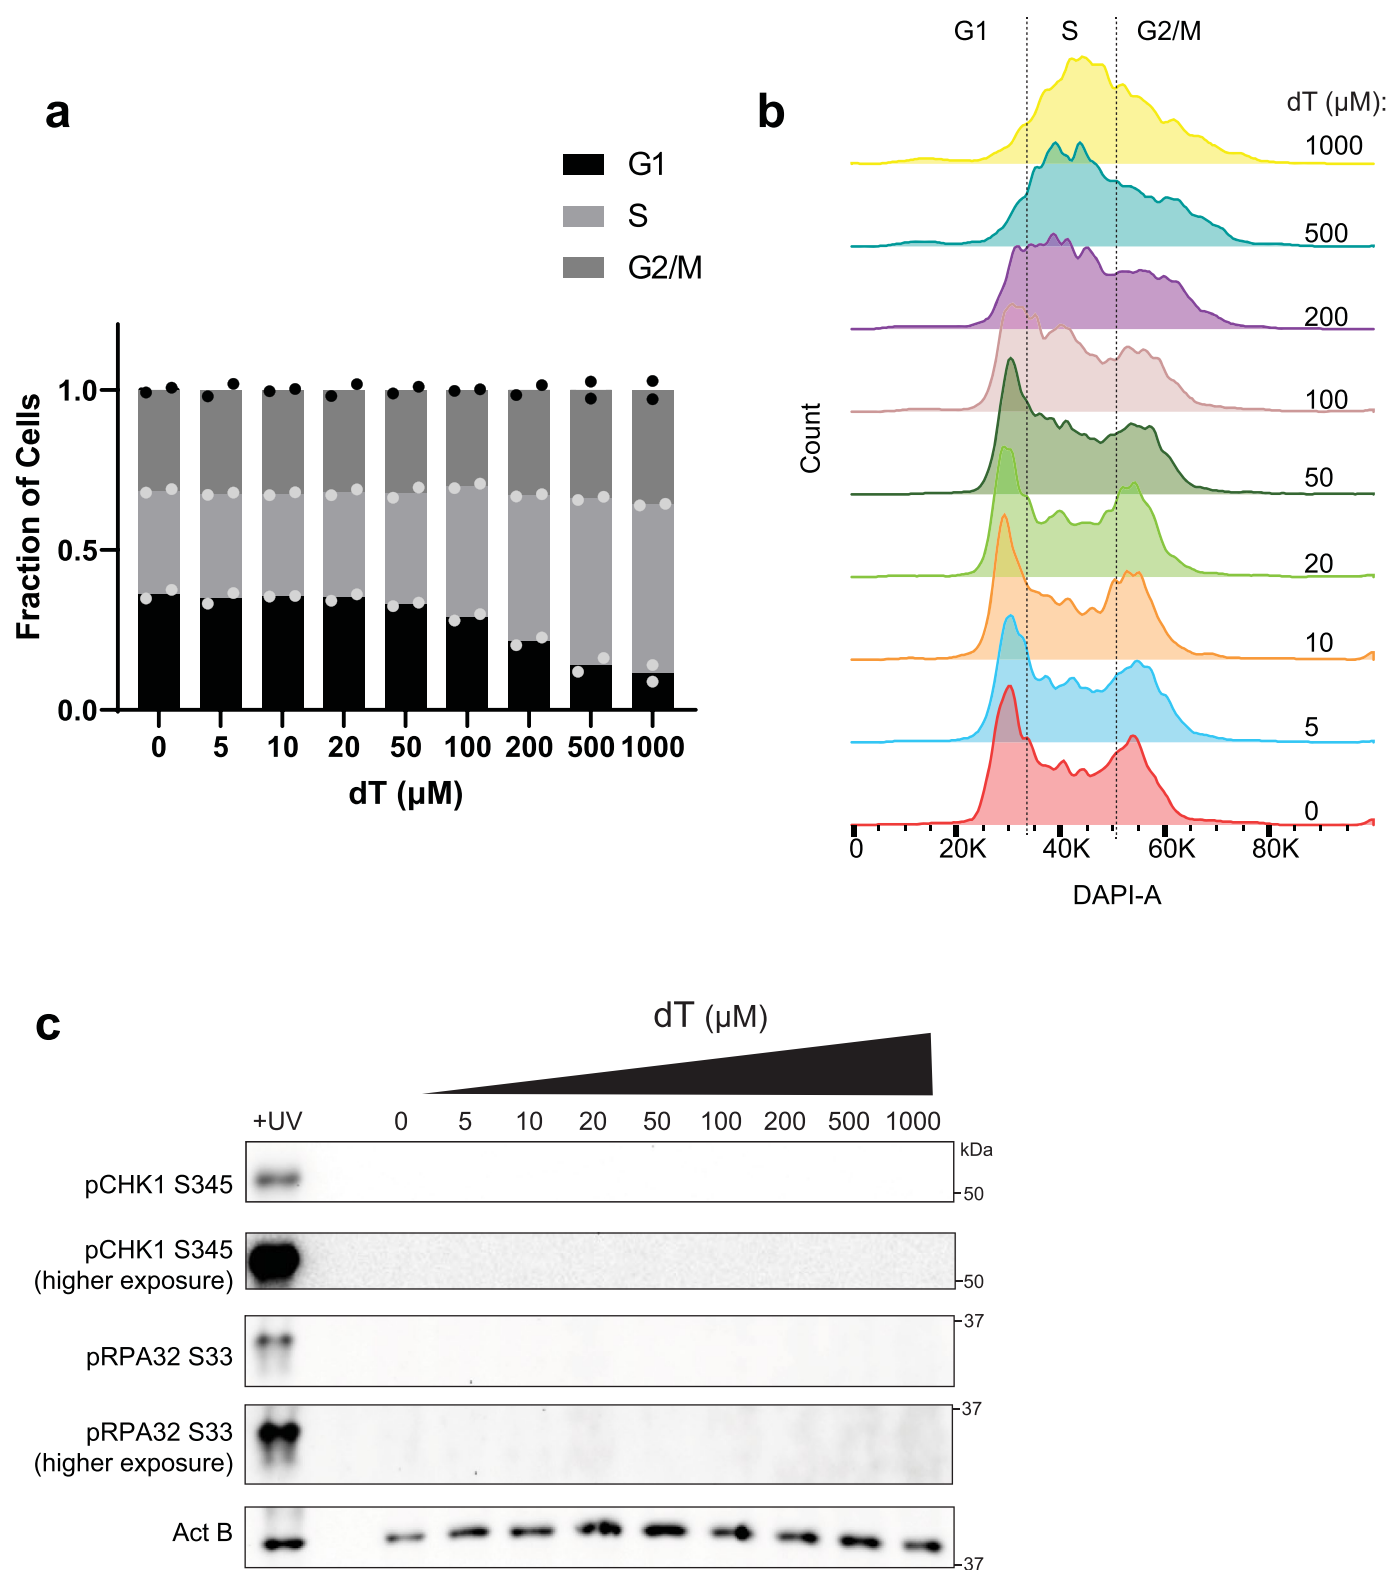 a
G1
S
G2/M
Fraction of Cells
1.0
0.5
0.0
0 5 10 20 50 100 200 500 1000
dT (µM)
b
G1 S G2/M
dT (µM):
1000
500
200
100
50
20
10
5
0
Count
0 20K 40K 60K 80K
DAPI-A
c
dT (µM)
+UV 0 5 10 20 50 100 200 500 1000
kDa
pCHK1 S345
50
pCHK1 S345
(higher exposure)
50
37
pRPA32 S33
37
pRPA32 S33
(higher exposure)
Act B
37